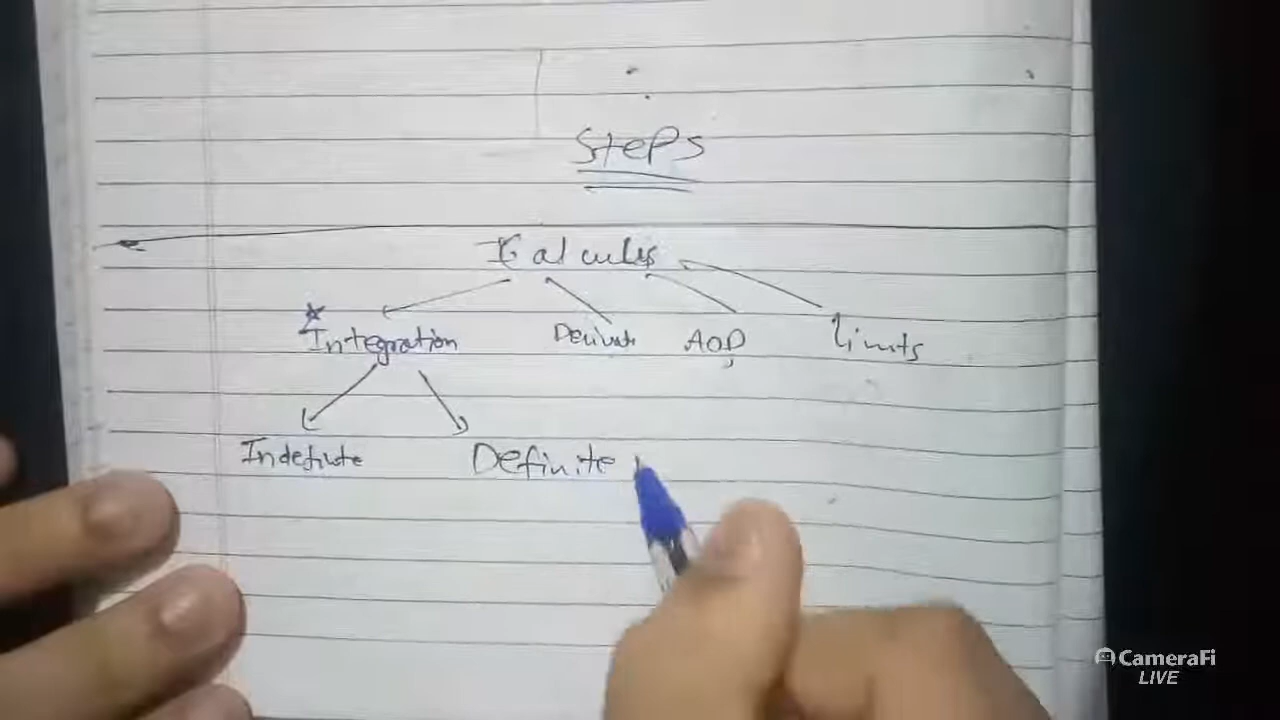 Steps
Calculus
Integration Derivate AOD limits
Indefinite Definite
CameraFi
LIVE